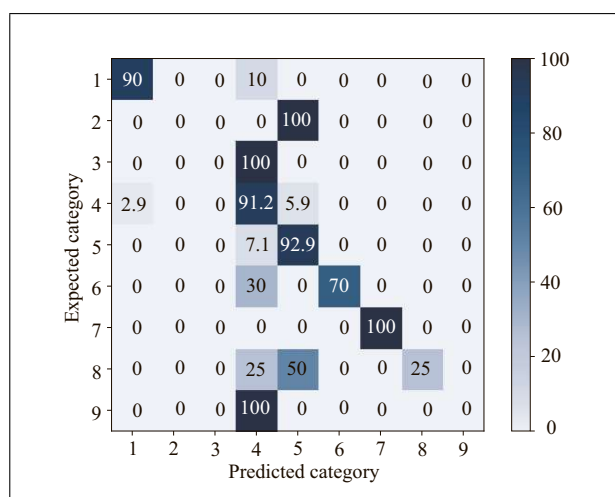 1 90 0 0 10 0 0 0 0 0
2 0 0 0 0 100 0 0 0 0
3 0 0 0 100 0 0 0 0 0
4 2.9 0 0 91.2 5.9 0 0 0 0
5 0 0 0 7.1 92.9 0 0 0 0
6 0 0 0 30 0 70 0 0 0
7 0 0 0 0 0 0 100 0 0
8 0 0 0 25 50 0 0 25 0
9 0 0 0 100 0 0 0 0 0
1 2 3 4 5 6 7 8 9
Predicted category
Expected category
100
80
60
40
20
0